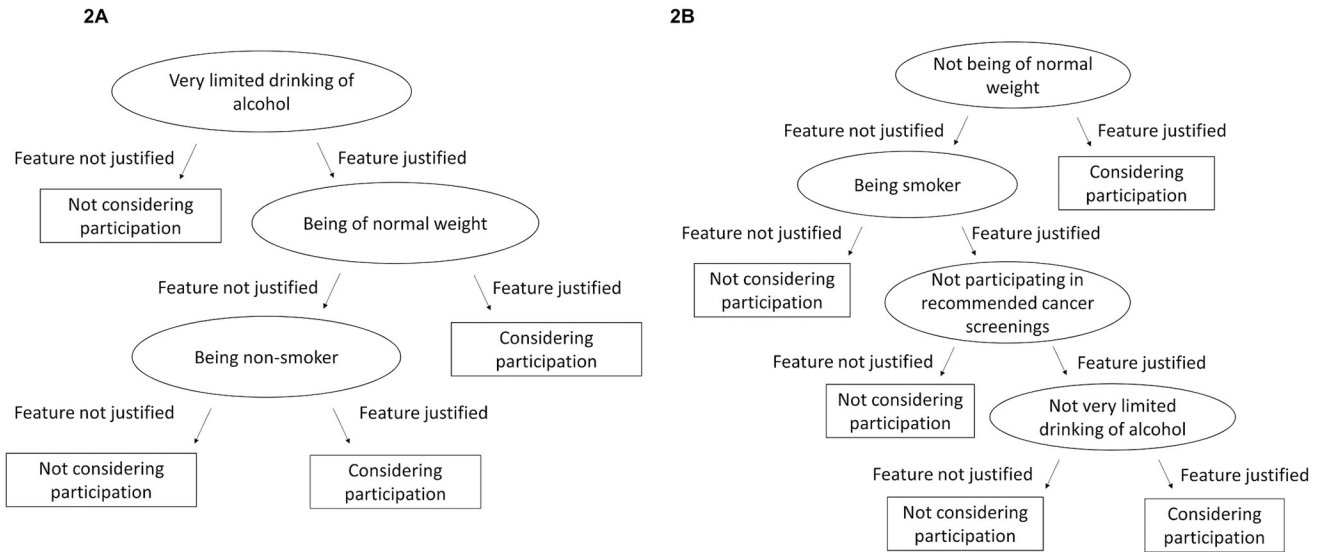 2A
Very limited drinking of
alcohol
Feature not justified
Feature justified
Not considering
participation
Being of normal weight
Feature not justified
Feature justified
Being non-smoker
Considering
participation
Feature not justified
Feature justified
Not considering
participation
Considering
participation
2B
Not being of normal
weight
Feature not justified
Feature justified
Being smoker
Considering
participation
Feature not justified
Feature justified
Not considering
participation
Not participating in
recommended cancer
screenings
Feature not justified
Feature justified
Not considering
participation
Not very limited
drinking of alcohol
Feature not justified
Feature justified
Not considering
participation
Considering
participation